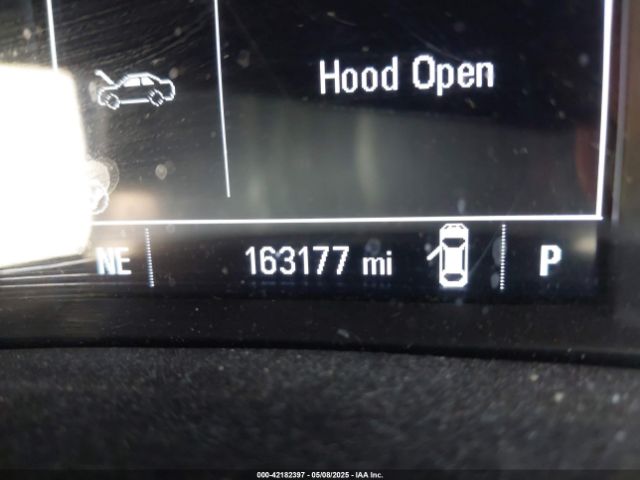 Hood Open
NE 163177 mi P
000-42182397 - 05/08/2025 - IAA Inc.